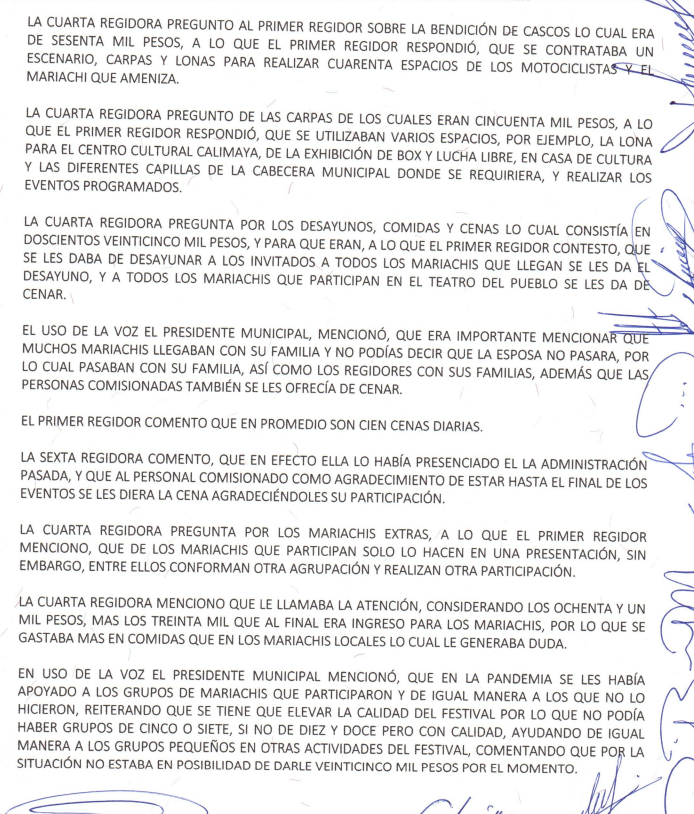 LA CUARTA REGIDORA PREGUNTO AL PRIMER REGIDOR SOBRE LA BENDICIÓN DE CASCOS LO CUAL ERA
DE SESENTA MIL PESOS, A LO QUE EL PRIMER REGIDOR RESPONDIÓ, QUE SE CONTRATABA UN
ESCENARIO, CARPAS Y LONAS PARA REALIZAR CUARENTA ESPACIOS DE LOS MOTOCICLISTAS Y EL
MARIACHI QUE AMENIZA.
LA CUARTA REGIDORA PREGUNTO DE LAS CARPAS DE LOS CUALES ERAN CINCUENTA MIL PESOS, A LO
QUE EL PRIMER REGIDOR RESPONDIÓ, QUE SE UTILIZABAN VARIOS ESPACIOS, POR EJEMPLO, LA LONA
PARA EL CENTRO CULTURAL CALIMAYA, DE LA EXHIBICIÓN DE BOX Y LUCHA LIBRE, EN CASA DE CULTURA
Y LAS DIFERENTES CAPILLAS DE LA CABECERA MUNICIPAL DONDE SE REQUIRIERA, Y REALIZAR LOS
EVENTOS PROGRAMADOS.
LA CUARTA REGIDORA PREGUNTA POR LOS DESAYUNOS, COMIDAS Y CENAS LO CUAL CONSISTÍA EN
DOSCIENTOS VEINTICINCO MIL PESOS, Y PARA QUE ERAN, A LO QUE EL PRIMER REGIDOR CONTESTO, QUE
SE LES DABA DE DESAYUNAR A LOS INVITADOS A TODOS LOS MARIACHIS QUE LLEGAN SE LES DA EL
DESAYUNO, Y A TODOS LOS MARIACHIS QUE PARTICIPAN EN EL TEATRO DEL PUEBLO SE LES DA DE
CENAR.
EL USO DE LA VOZ EL PRESIDENTE MUNICIPAL, MENCIONÓ, QUE ERA IMPORTANTE MENCIONAR QUE
MUCHOS MARIACHIS LLEGABAN CON SU FAMILIA Y NO PODÍAS DECIR QUE LA ESPOSA NO PASARA, POR
LO CUAL PASABAN CON SU FAMILIA, ASÍ COMO LOS REGIDORES CON SUS FAMILIAS, ADEMÁS QUE LAS
PERSONAS COMISIONADAS TAMBIÉN SE LES OFRECÍA DE CENAR.
EL PRIMER REGIDOR COMENTO QUE EN PROMEDIO SON CIEN CENAS DIARIAS.
LA SEXTA REGIDORA COMENTO, QUE EN EFECTO ELLA LO HABÍA PRESENCIADO EL LA ADMINISTRACIÓN
PASADA, Y QUE AL PERSONAL COMISIONADO COMO AGRADECIMIENTO DE ESTAR HASTA EL FINAL DE LOS
EVENTOS SE LES DIERA LA CENA AGRADECIÉNDOLES SU PARTICIPACIÓN.
LA CUARTA REGIDORA PREGUNTA POR LOS MARIACHIS EXTRAS, A LO QUE EL PRIMER REGIDOR
MENCIONO, QUE DE LOS MARIACHIS QUE PARTICIPAN SOLO LO HACEN EN UNA PRESENTACIÓN, SIN
EMBARGO, ENTRE ELLOS CONFORMAN OTRA AGRUPACIÓN Y REALIZAN OTRA PARTICIPACIÓN.
LA CUARTA REGIDORA MENCIONO QUE LE LLAMABA LA ATENCIÓN, CONSIDERANDO LOS OCHENTA Y UN
MIL PESOS, MAS LOS TREINTA MIL QUE AL FINAL ERA INGRESO PARA LOS MARIACHIS, POR LO QUE SE
GASTABA MAS EN COMIDAS QUE EN LOS MARIACHIS LOCALES LO CUAL LE GENERABA DUDA.
EN USO DE LA VOZ EL PRESIDENTE MUNICIPAL MENCIONÓ, QUE EN LA PANDEMIA SE LES HABÍA
APOYADO A LOS GRUPOS DE MARIACHIS QUE PARTICIPARON Y DE IGUAL MANERA A LOS QUE NO LO
HICIERON, REITERANDO QUE SE TIENE QUE ELEVAR LA CALIDAD DEL FESTIVAL POR LO QUE NO PODÍA
HABER GRUPOS DE CINCO O SIETE, SI NO DE DIEZ Y DOCE PERO CON CALIDAD, AYUDANDO DE IGUAL
MANERA A LOS GRUPOS PEQUEÑOS EN OTRAS ACTIVIDADES DEL FESTIVAL, COMENTANDO QUE POR LA
SITUACIÓN NO ESTABA EN POSIBILIDAD DE DARLE VEINTICINCO MIL PESOS POR EL MOMENTO.